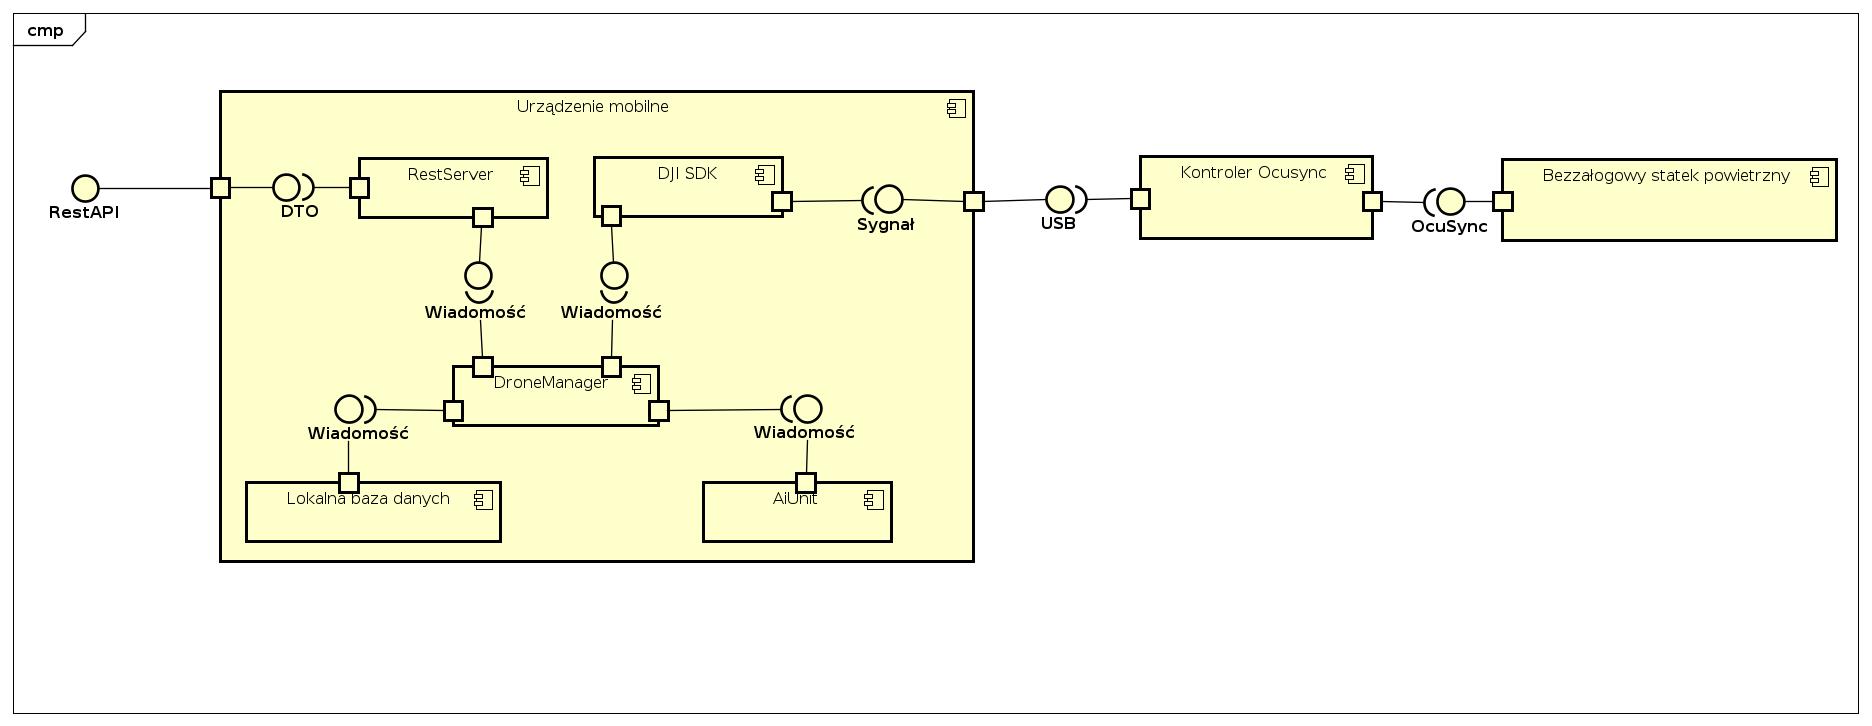 cmp
Urządzenie mobilne
RestServer
DJI SDK
Kontroler Ocusync
Bezzałogowy statek powietrzny
RestAPI
DTO
Sygnał
USB
OcuSync
Wiadomość
Wiadomość
DroneManager
Wiadomość
Wiadomość
Lokalna baza danych
AiUnit